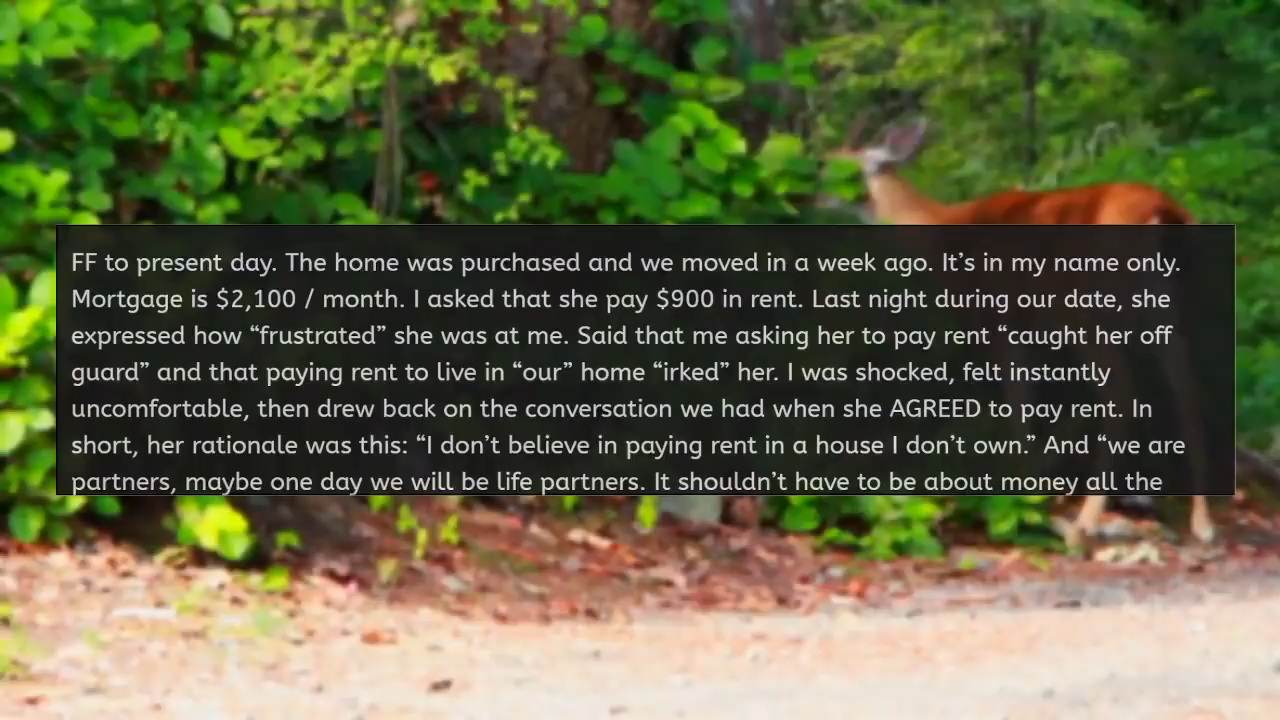 FF to present day. The home was purchased and we moved in a week ago. It’s in my name only.
Mortgage is $2,100 / month. I asked that she pay $900 in rent. Last night during our date, she
expressed how “frustrated” she was at me. Said that me asking her to pay rent “caught her off
guard” and that paying rent to live in “our” home “irked” her. I was shocked, felt instantly
uncomfortable, then drew back on the conversation we had when she AGREED to pay rent. In
short, her rationale was this: “I don’t believe in paying rent in a house I don’t own.” And “we are
partners, maybe one day we will be life partners. It shouldn’t have to be about money all the